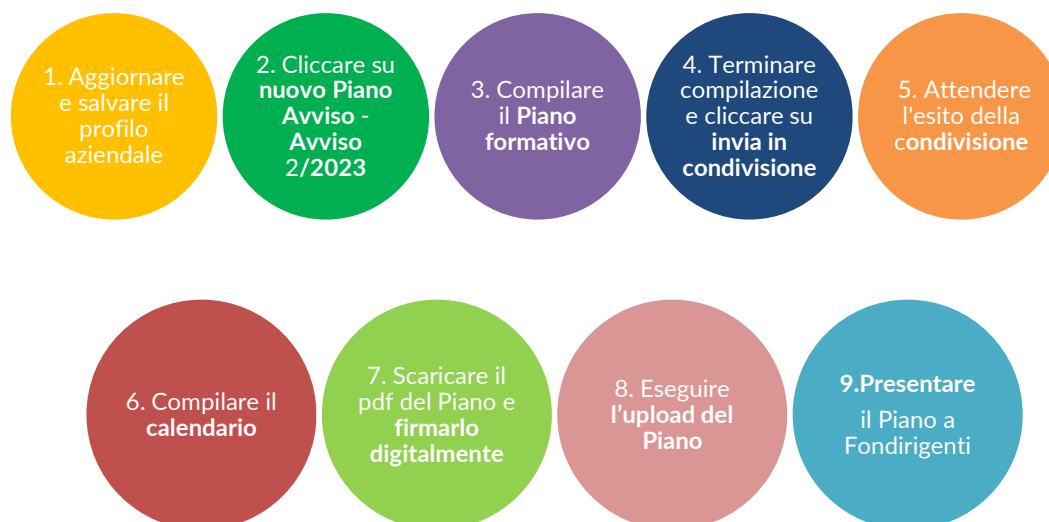 1. Aggiornare
e salvare il
profilo
aziendale
2. Cliccare su
nuovo Piano
Avviso -
Avviso
2/2023
3. Compilare
il Piano
formativo
4. Terminare
compilazione
e cliccare su
invia in
condivisione
5. Attendere
l'esito della
condivisione
6. Compilare il
calendario
7. Scaricare il
pdf del Piano e
firmarlo
digitalmente
8. Eseguire
l’upload del
Piano
9.Presentare
il Piano a
Fondirigenti